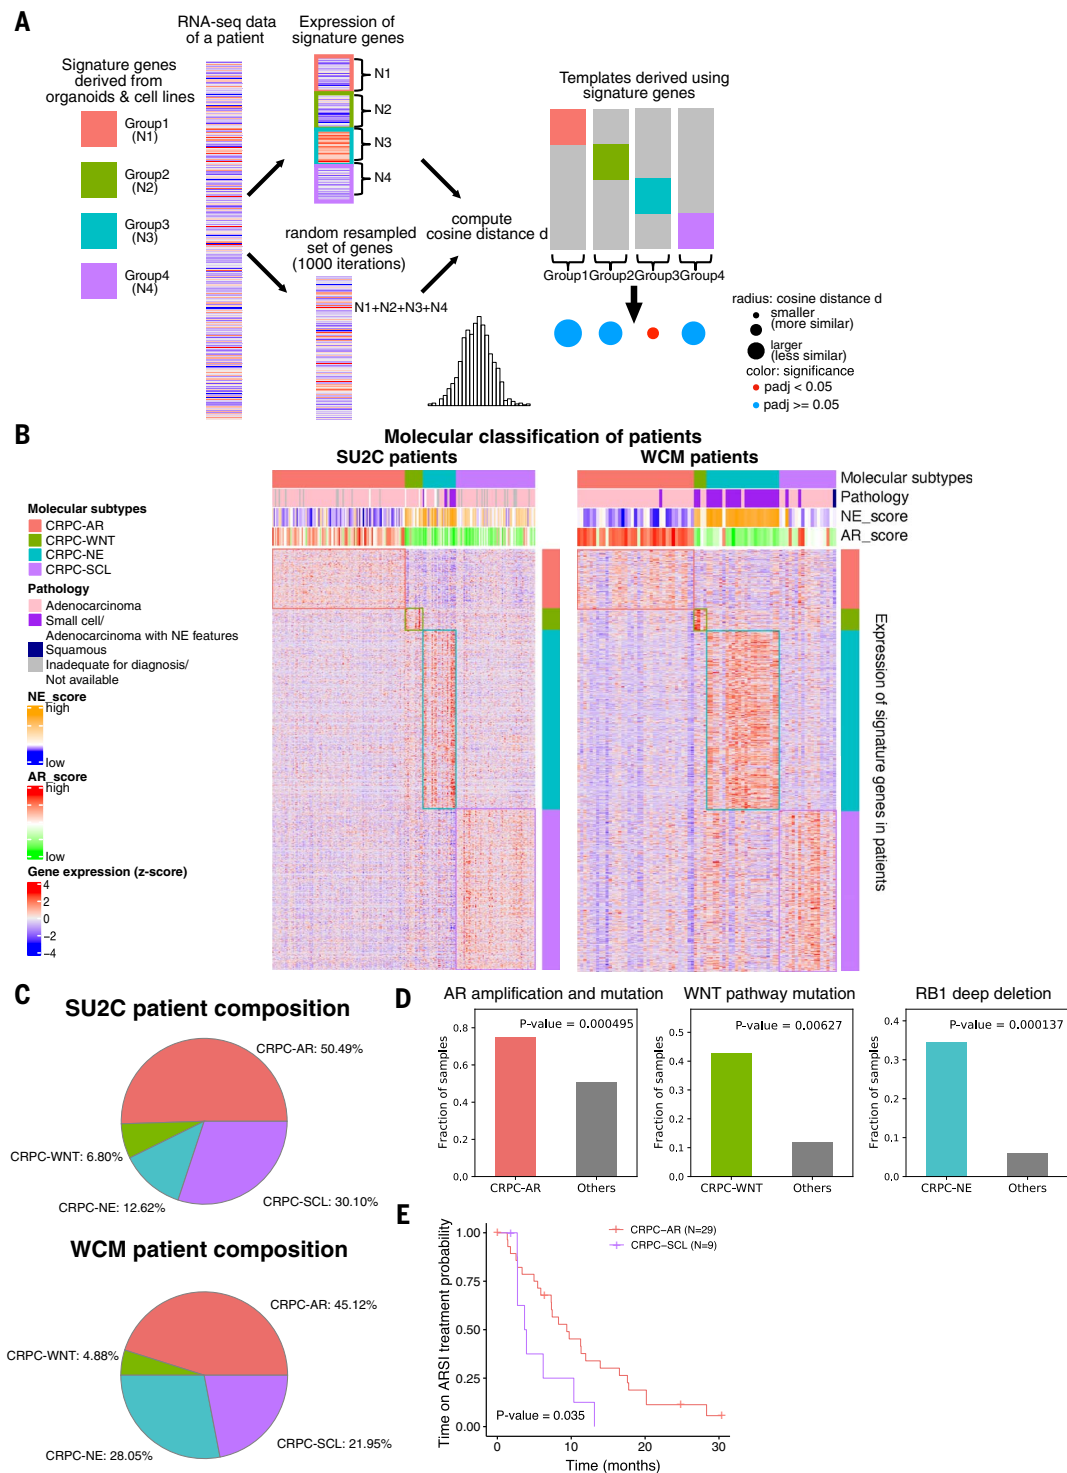 A
RNA-seq data
of a patient
Expression of
signature genes
Signature genes
derived from
organoids & cell lines
Group1
(N1)
Group2
(N2)
Group3
(N3)
Group4
(N4)
N1
N2
N3
N4
random resampled
set of genes
(1000 iterations)
N1+N2+N3+N4
compute
cosine distance d
Templates derived using
signature genes
Group1
Group2
Group3
Group4
radius: cosine distance d
smaller
(more similar)
larger
(less similar)
color: significance
padj < 0.05
padj >= 0.05
B
Molecular classification of patients
SU2C patients
WCM patients
Molecular subtypes
Pathology
NE_score
AR_score
Molecular subtypes
CRPC-AR
CRPC-WNT
CRPC-NE
CRPC-SCL
Pathology
Adenocarcinoma
Small cell/
Adenocarcinoma with NE features
Squamous
Inadequate for diagnosis/
Not available
NE_score
high
low
AR_score
high
low
Gene expression (z-score)
4
2
0
−2
−4
Expression of signature genes in patients
C
SU2C patient composition
CRPC-AR: 50.49%
CRPC-WNT: 6.80%
CRPC-NE: 12.62%
CRPC-SCL: 30.10%
WCM patient composition
CRPC-AR: 45.12%
CRPC-WNT: 4.88%
CRPC-NE: 28.05%
CRPC-SCL: 21.95%
D
AR amplification and mutation
P-value = 0.000495
Fraction of samples
0.8
0.6
0.4
0.2
0.0
CRPC-AR
Others
WNT pathway mutation
P-value = 0.00627
Fraction of samples
0.5
0.4
0.3
0.2
0.1
0.0
CRPC-WNT
Others
RB1 deep deletion
P-value = 0.000137
Fraction of samples
0.4
0.3
0.2
0.1
0.0
CRPC-NE
Others
E
Time on ARSI treatment probability
1.00
0.75
0.50
0.25
0.00
CRPC−AR (N=29)
CRPC−SCL (N=9)
P-value = 0.035
0
10
20
30
Time (months)